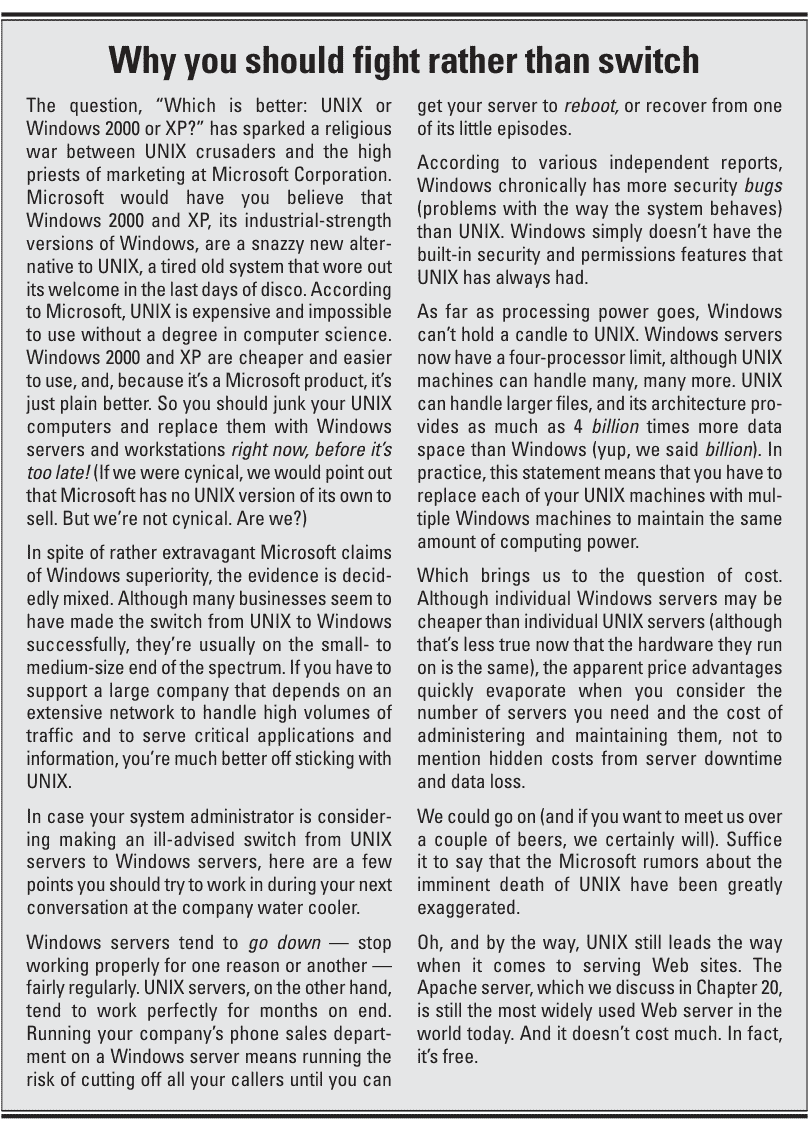 Why you should fight rather than switch
The question, “Which is better: UNIX or
Windows 2000 or XP?” has sparked a religious
war between UNIX crusaders and the high
priests of marketing at Microsoft Corporation.
Microsoft would have you believe that
Windows 2000 and XP, its industrial-strength
versions of Windows, are a snazzy new alter-
native to UNIX, a tired old system that wore out
its welcome in the last days of disco. According
to Microsoft, UNIX is expensive and impossible
to use without a degree in computer science.
Windows 2000 and XP are cheaper and easier
to use, and, because it’s a Microsoft product, it’s
just plain better. So you should junk your UNIX
computers and replace them with Windows
servers and workstations right now, before it’s
too late! (If we were cynical, we would point out
that Microsoft has no UNIX version of its own to
sell. But we’re not cynical. Are we?)
In spite of rather extravagant Microsoft claims
of Windows superiority, the evidence is decid-
edly mixed. Although many businesses seem to
have made the switch from UNIX to Windows
successfully, they’re usually on the small- to
medium-size end of the spectrum. If you have to
support a large company that depends on an
extensive network to handle high volumes of
traffic and to serve critical applications and
information, you’re much better off sticking with
UNIX.
In case your system administrator is consider-
ing making an ill-advised switch from UNIX
servers to Windows servers, here are a few
points you should try to work in during your next
conversation at the company water cooler.
Windows servers tend to go down — stop
working properly for one reason or another —
fairly regularly. UNIX servers, on the other hand,
tend to work perfectly for months on end.
Running your company’s phone sales depart-
ment on a Windows server means running the
risk of cutting off all your callers until you can
get your server to reboot, or recover from one
of its little episodes.
According to various independent reports,
Windows chronically has more security bugs
(problems with the way the system behaves)
than UNIX. Windows simply doesn’t have the
built-in security and permissions features that
UNIX has always had.
As far as processing power goes, Windows
can’t hold a candle to UNIX. Windows servers
now have a four-processor limit, although UNIX
machines can handle many, many more. UNIX
can handle larger files, and its architecture pro-
vides as much as 4 billion times more data
space than Windows (yup, we said billion). In
practice, this statement means that you have to
replace each of your UNIX machines with mul-
tiple Windows machines to maintain the same
amount of computing power.
Which brings us to the question of cost.
Although individual Windows servers may be
cheaper than individual UNIX servers (although
that’s less true now that the hardware they run
on is the same), the apparent price advantages
quickly evaporate when you consider the
number of servers you need and the cost of
administering and maintaining them, not to
mention hidden costs from server downtime
and data loss.
We could go on (and if you want to meet us over
a couple of beers, we certainly will). Suffice
it to say that the Microsoft rumors about the
imminent death of UNIX have been greatly
exaggerated.
Oh, and by the way, UNIX still leads the way
when it comes to serving Web sites. The
Apache server, which we discuss in Chapter 20,
is still the most widely used Web server in the
world today. And it doesn’t cost much. In fact,
it’s free.